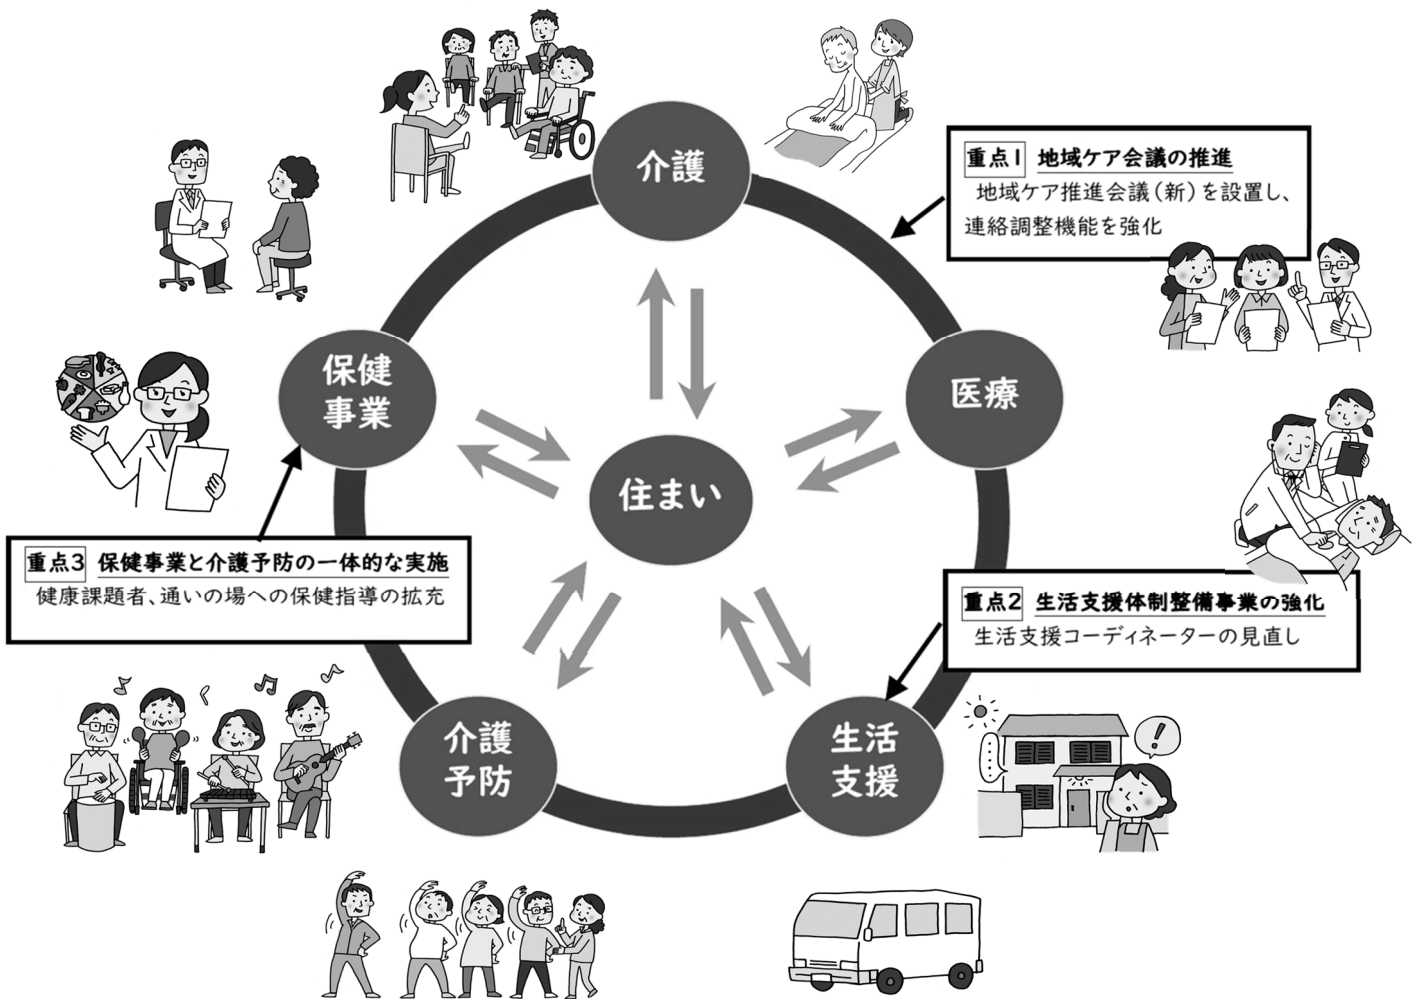 介護
重点1 地域ケア会議の推進
地域ケア推進会議(新)を設置し、
連絡調整機能を強化
保健
事業
医療
住まい
重点3 保健事業と介護予防の一体的な実施
健康課題者、通いの場への保健指導の拡充
重点2 生活支援体制整備事業の強化
生活支援コーディネーターの見直し
介護
予防
生活
支援